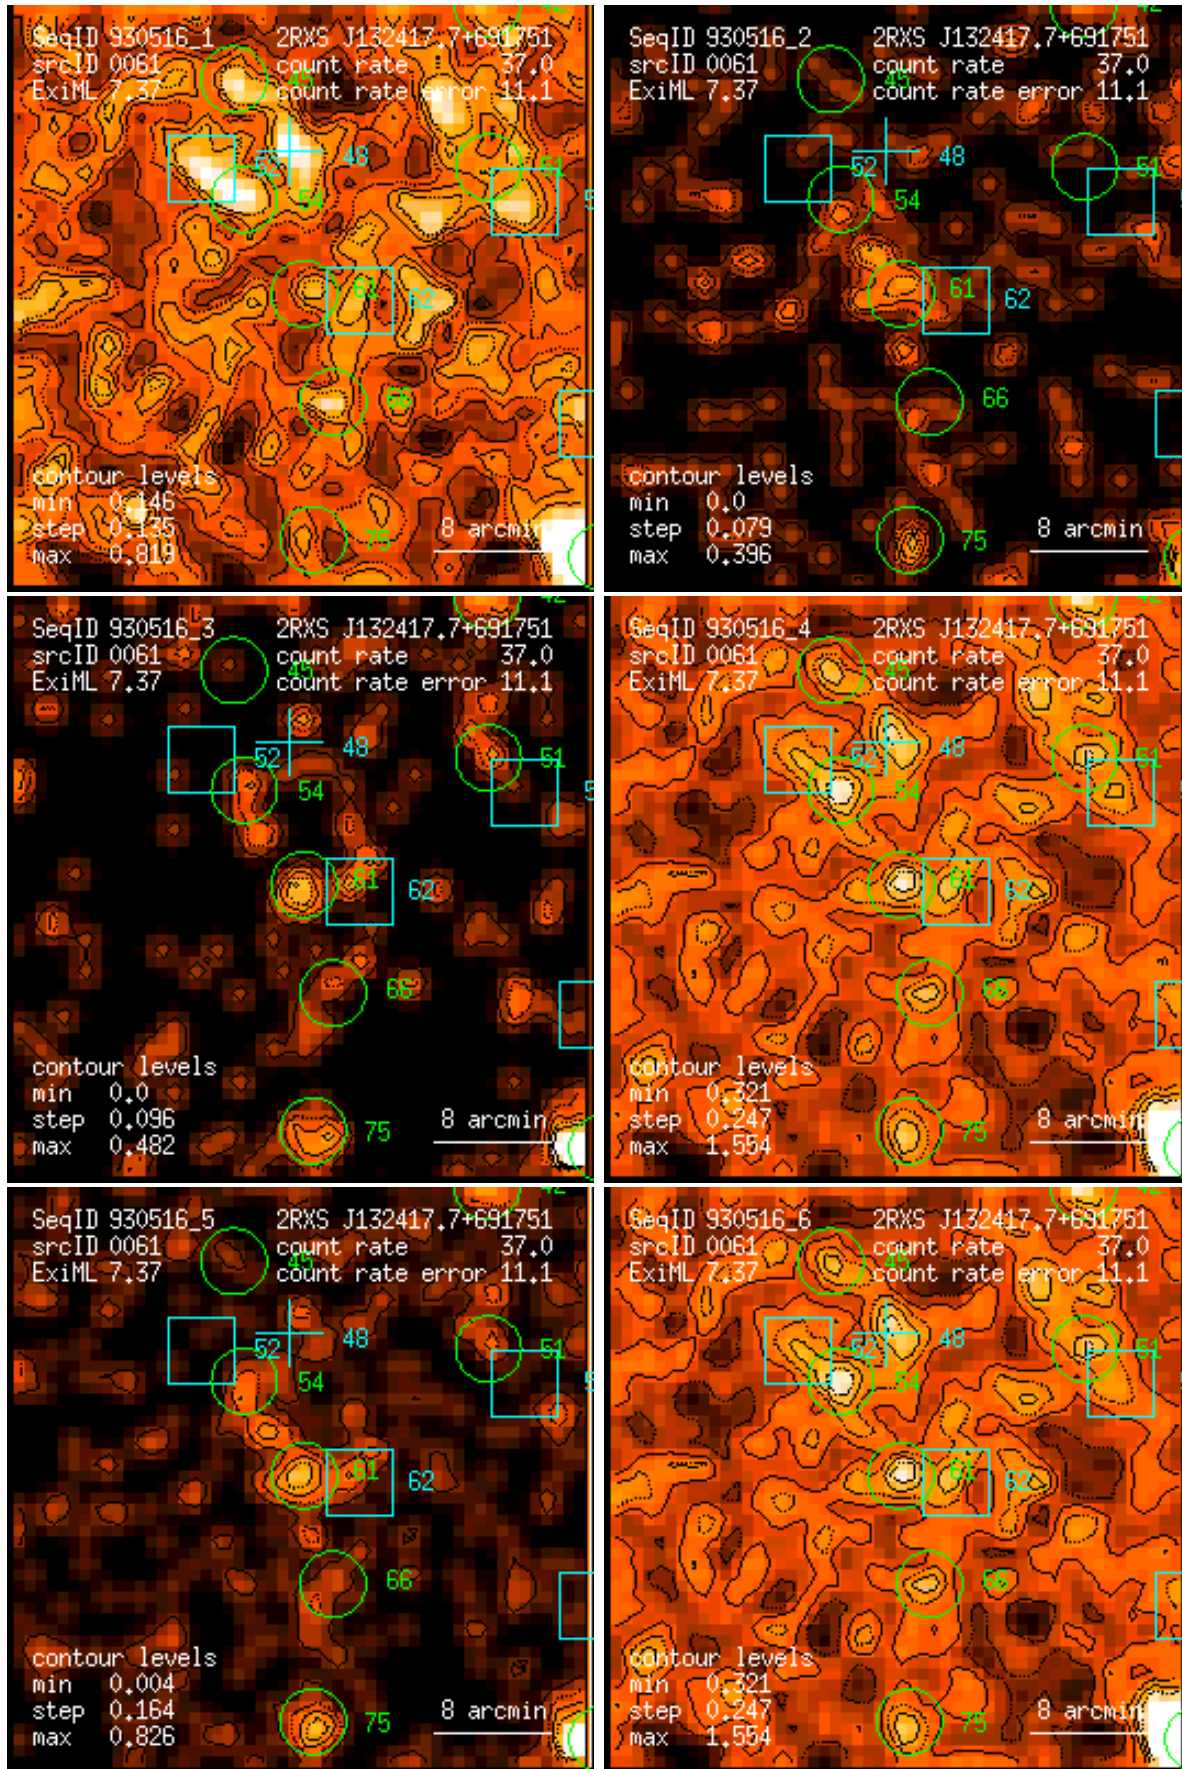 42
SeqID 930516_1 2RXS J132417.7+691751
srcID 0061 count rate 37.0
ExiML 7.37 count rate error 11.1
45
52 48
51
54
61 62
66
contour levels
min 0.146
step 0.135
max 0.819
75
8 arcmin
42
SeqID 930516_2 2RXS J132417.7+691751
srcID 0061 count rate 37.0
ExiML 7.37 count rate error 11.1
45
52 48
51
54
61 62
66
contour levels
min 0.0
step 0.079
max 0.396
75
8 arcmin
SeqID 930516_3 2RXS J132417.7+691751
srcID 0061 count rate 37.0
ExiML 7.37 count rate error 11.1
45
52 48
51
54
61 62
66
contour levels
min 0.0
step 0.096
max 0.482
75
8 arcmin
42
SeqID 930516_4 2RXS J132417.7+691751
srcID 0061 count rate 37.0
ExiML 7.37 count rate error 11.1
45
52 48
51
54
61 62
66
contour levels
min 0.321
step 0.247
max 1.554
75
8 arcmin
42
SeqID 930516_5 2RXS J132417.7+691751
srcID 0061 count rate 37.0
ExiML 7.37 count rate error 11.1
45
52 48
51
54
61 62
66
contour levels
min 0.004
step 0.164
max 0.826
75
8 arcmin
42
SeqID 930516_6 2RXS J132417.7+691751
srcID 0061 count rate 37.0
ExiML 7.37 count rate error 11.1
45
52 48
51
54
61 62
66
contour levels
min 0.321
step 0.247
max 1.554
75
8 arcmin